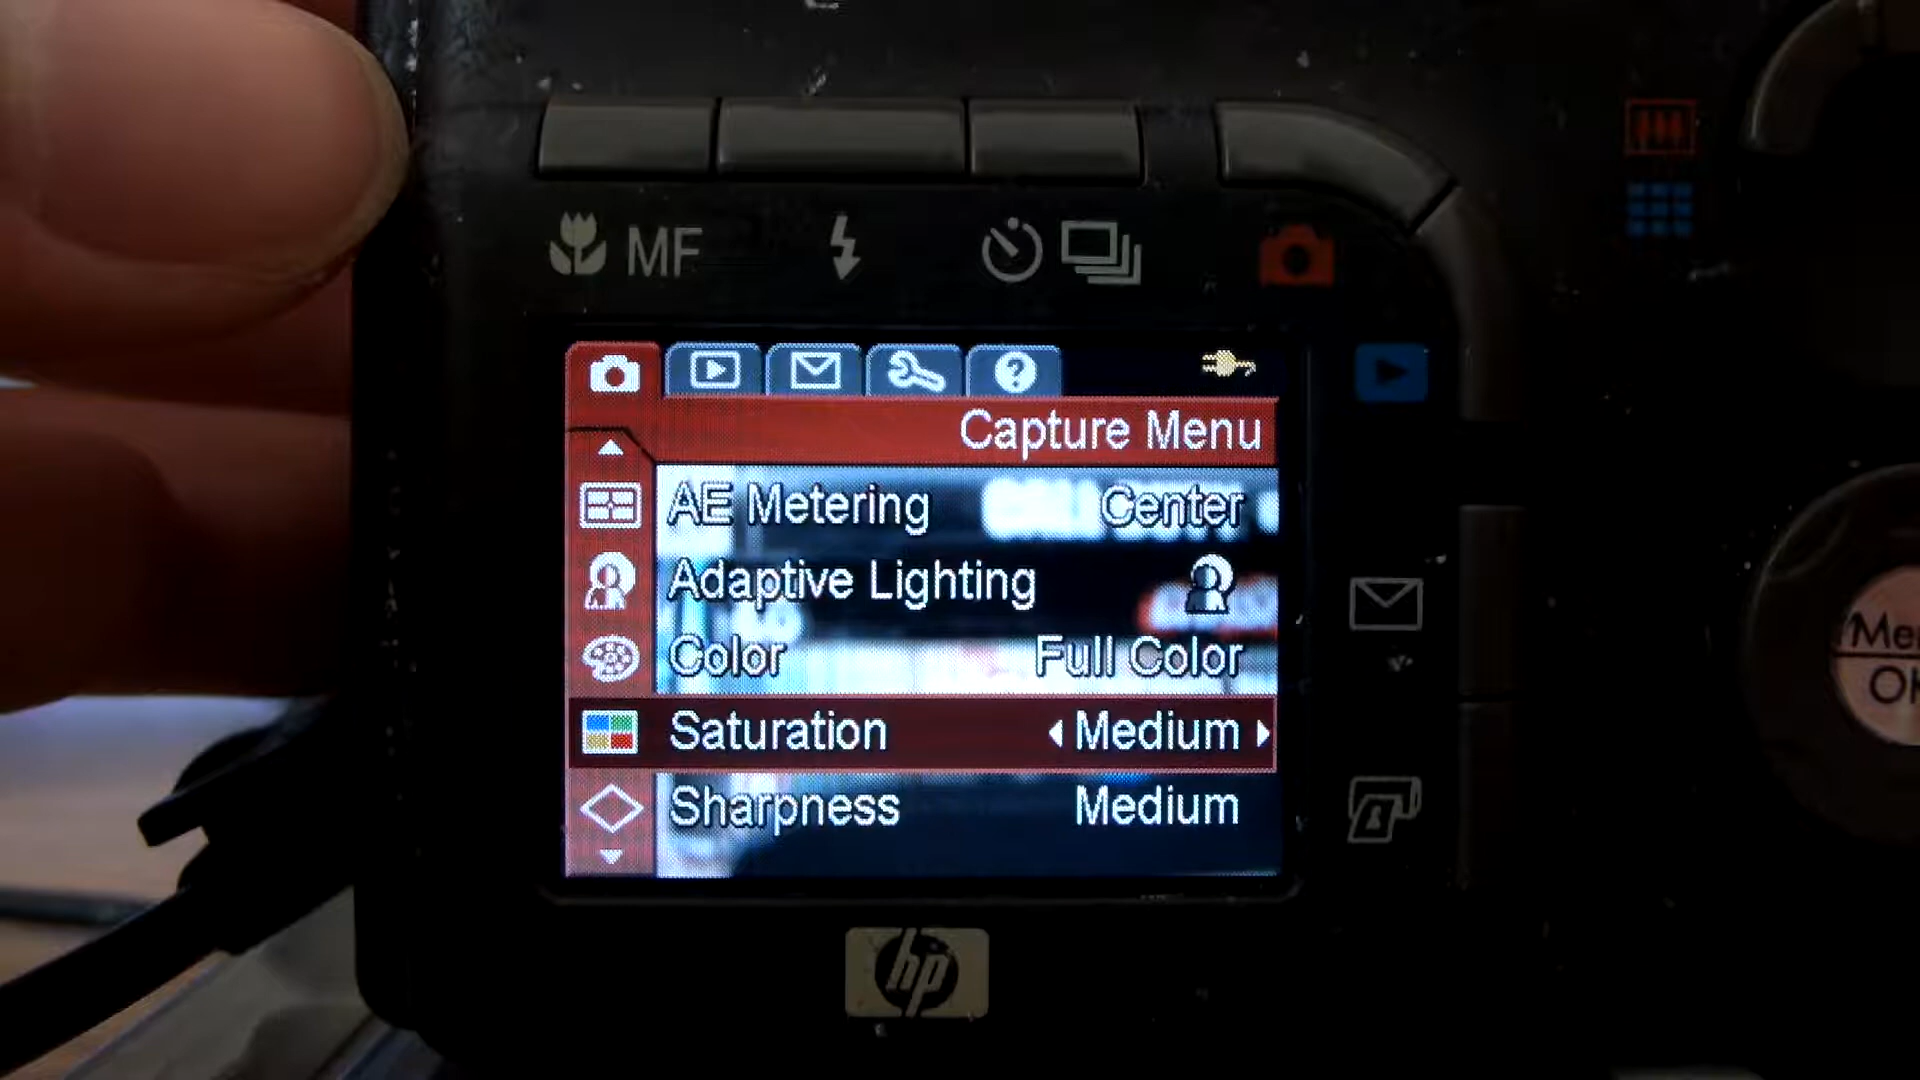 MF
Capture Menu
AE Metering Center
Adaptive Lighting
Color Full Color
Saturation Medium
Sharpness Medium
hp